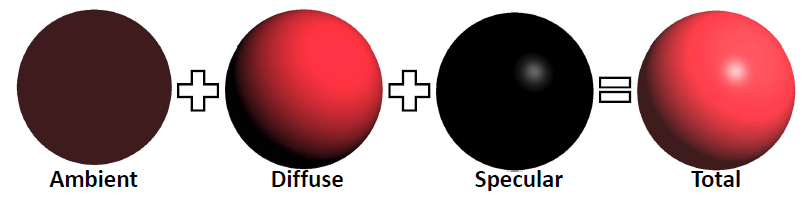 Ambient Diffuse Specular Total